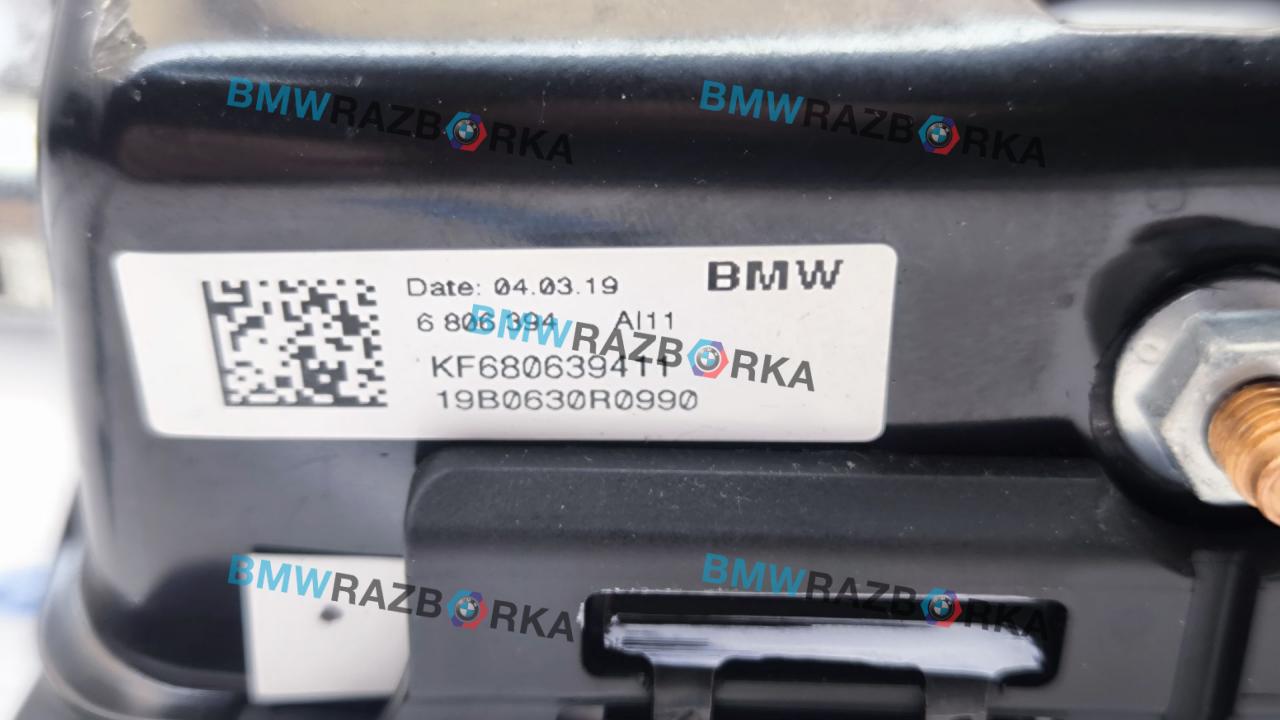 BMWRAZBORKA BMWRAZBORKA
Date: 04.03.19 BMW
6 806 394 AI11
BMWRAZBORKA
KF680639411
19B0630R0990
BMWRAZBORKA BMWRAZBORKA